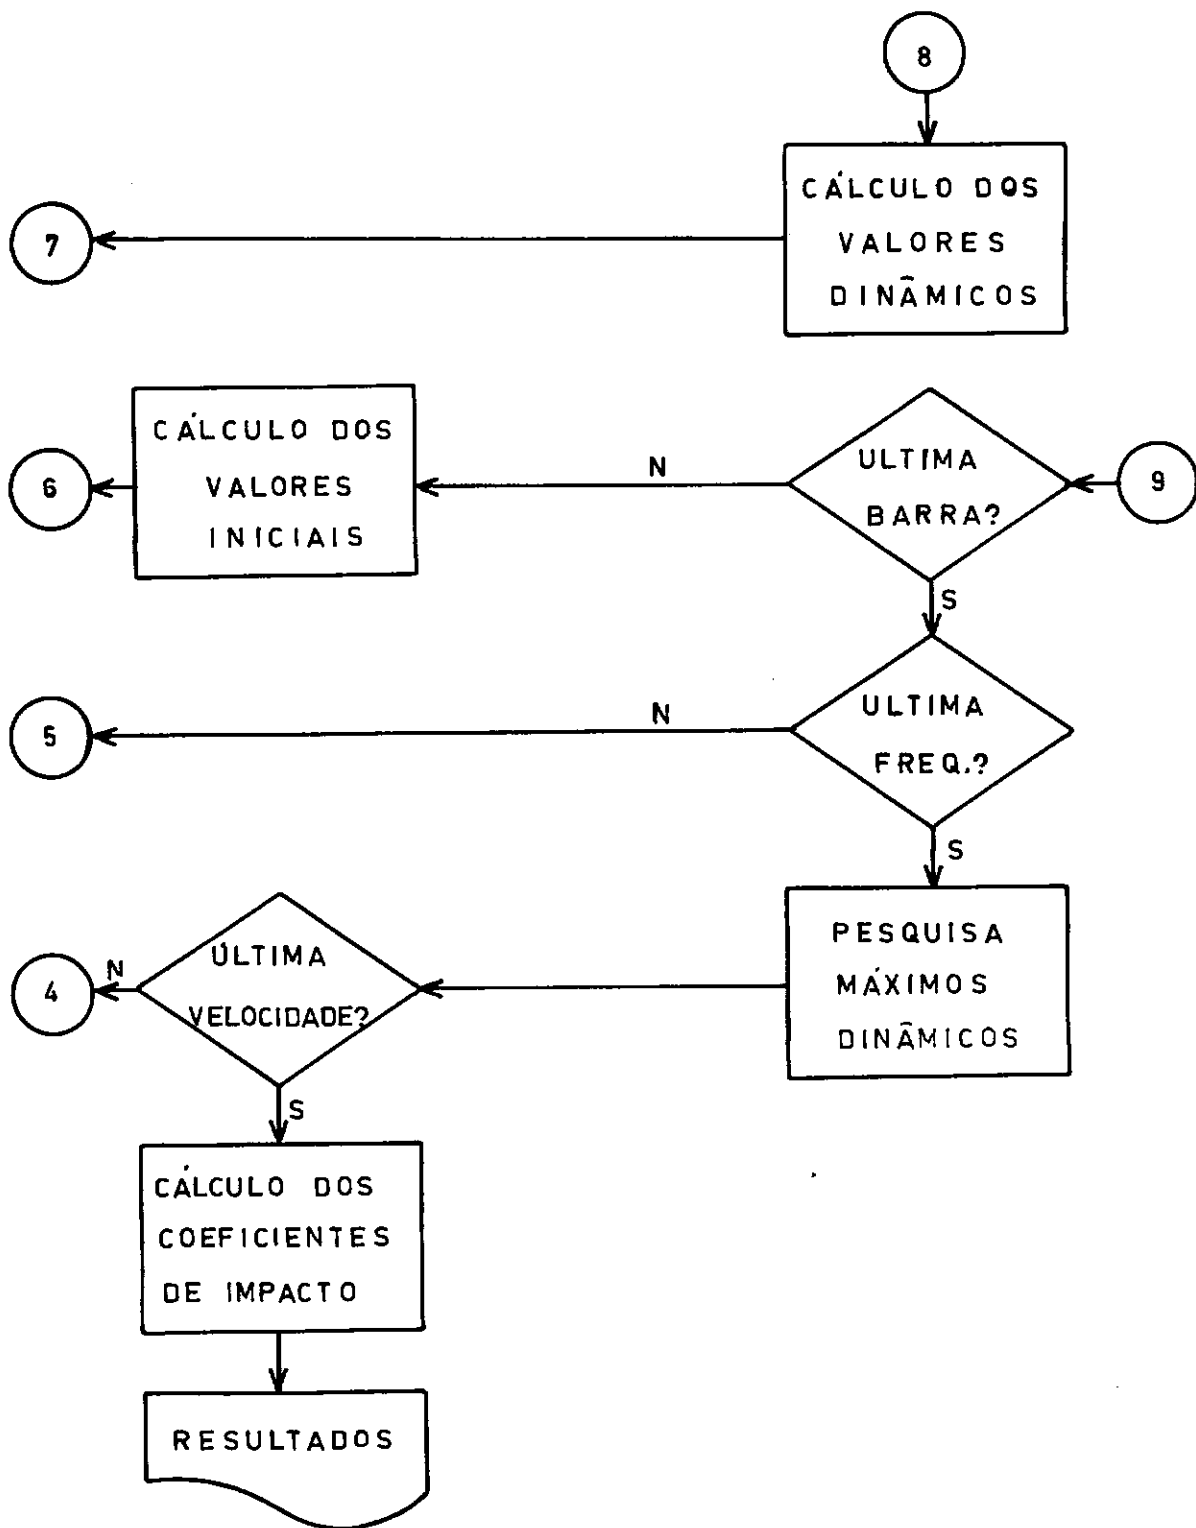 8
CÁLCULO DOS
VALORES
DINÂMICOS
7
CÁLCULO DOS
VALORES
INICIAIS
6
N
ULTIMA
BARRA?
9
S
5
N
ULTIMA
FREQ.?
S
4
N
ÚLTIMA
VELOCIDADE?
PESQUISA
MÁXIMOS
DINÂMICOS
S
CÁLCULO DOS
COEFICIENTES
DE IMPACTO
RESULTADOS